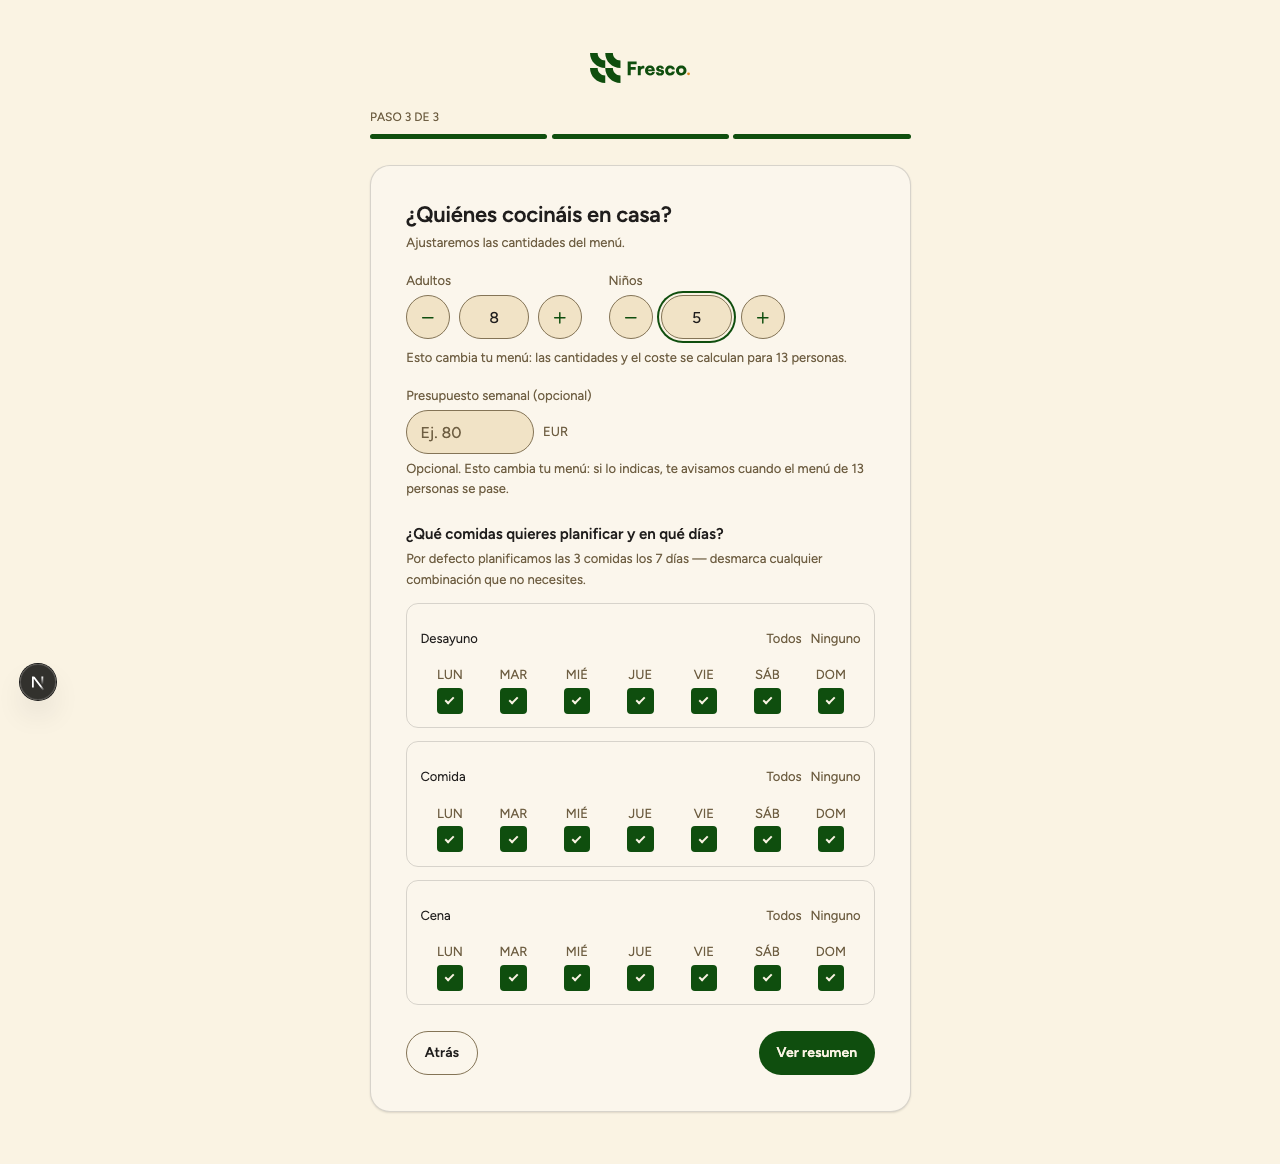 Fresco.
PASO 3 DE 3
¿Quiénes cocináis en casa?
Ajustaremos las cantidades del menú.
Adultos Niños
− 8 + − 5 +
Esto cambia tu menú: las cantidades y el coste se calculan para 13 personas.
Presupuesto semanal (opcional)
Ej. 80 EUR
Opcional. Esto cambia tu menú: si lo indicas, te avisamos cuando el menú de 13
personas se pase.
¿Qué comidas quieres planificar y en qué días?
Por defecto planificamos las 3 comidas los 7 días — desmarca cualquier
combinación que no necesites.
Desayuno Todos Ninguno
LUN MAR MIÉ JUE VIE SÁB DOM
Comida Todos Ninguno
LUN MAR MIÉ JUE VIE SÁB DOM
Cena Todos Ninguno
LUN MAR MIÉ JUE VIE SÁB DOM
Atrás Ver resumen
N